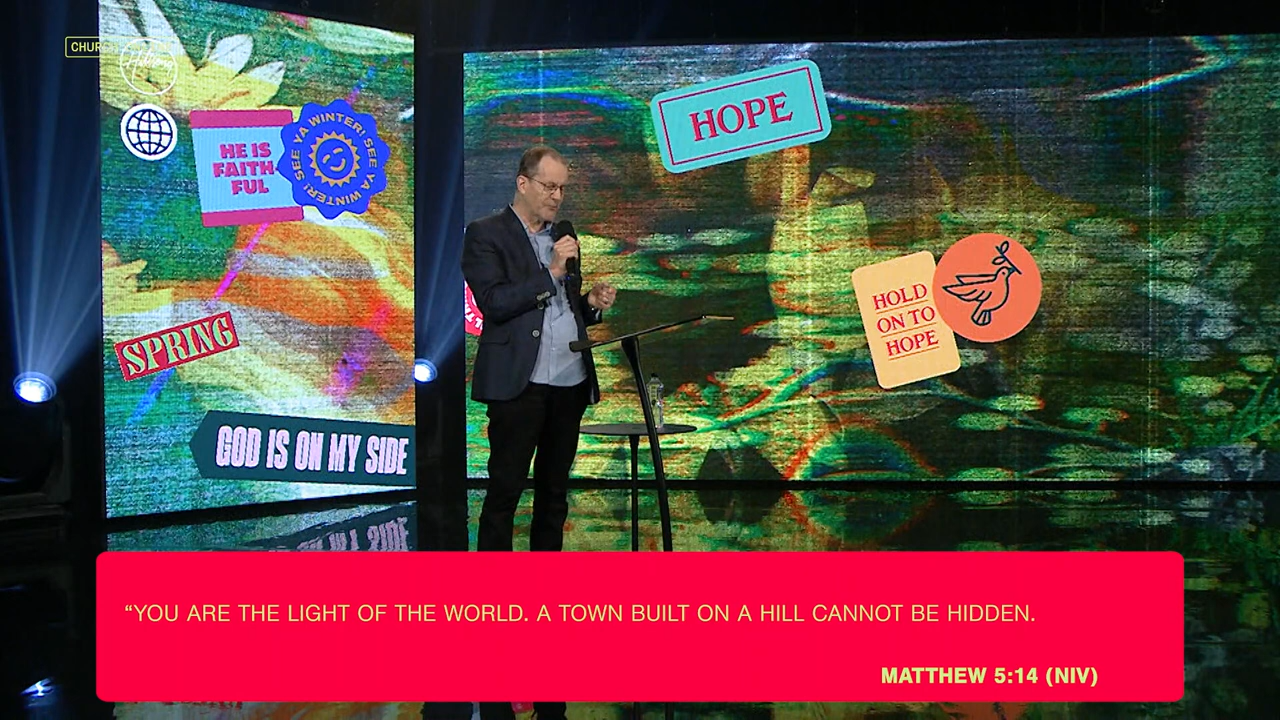 CHURCH
Hillsong
HOPE
HE IS
FAITH-
FUL
SEE YA WINTER! SEE YA WINTER!
HOLD
ON TO
HOPE
SPRING
GOD IS ON MY SIDE
“YOU ARE THE LIGHT OF THE WORLD. A TOWN BUILT ON A HILL CANNOT BE HIDDEN.
MATTHEW 5:14 (NIV)